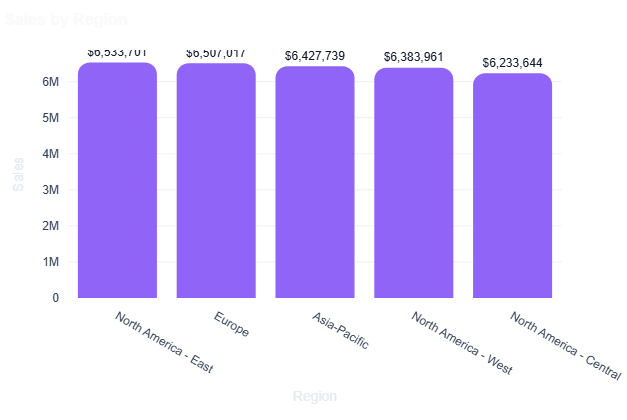 Sales by Region
$6,533,701
$6,507,017
$6,427,739
$6,383,961
$6,233,644
6M
5M
4M
3M
2M
1M
0
Sales
North America - East
Europe
Asia-Pacific
North America - West
North America - Central
Region